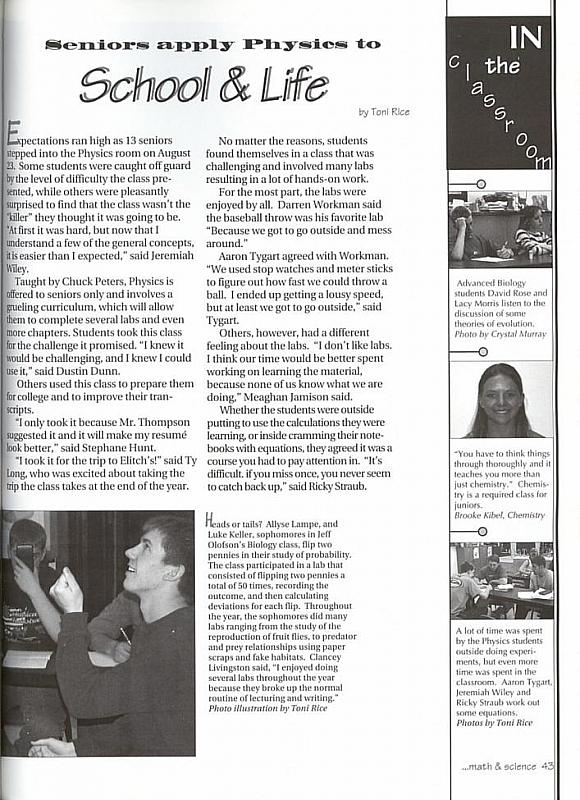 Seniors apply Physics to
School & Life
by Toni Rice
Expectations ran high as 13 seniors
stepped into the Physics room on August
23. Some students were caught off guard
by the level of difficulty the class pre-
sented, while others were pleasantly
surprised to find that the class wasn't the
"killer" they thought it was going to be.
"At first it was hard, but now that I
understand a few of the general concepts,
it is easier than I expected," said Jeremiah
Wiley.
Taught by Chuck Peters, Physics is
offered to seniors only and involves a
grueling curriculum, which will allow
them to complete several labs and even
more chapters. Students took this class
for the challenge it promised. "I knew it
would be challenging, and I knew I could
use it," said Dustin Dunn.
Others used this class to prepare them
for college and to improve their tran-
scripts.
"I only took it because Mr. Thompson
suggested it and it will make my resumé
look better," said Stephane Hunt.
"I took it for the trip to Elitch's!" said Ty
Long, who was excited about taking the
trip the class takes at the end of the year.
No matter the reasons, students
found themselves in a class that was
challenging and involved many labs
resulting in a lot of hands-on work.
For the most part, the labs were
enjoyed by all. Darren Workman said
the baseball throw was his favorite lab
"Because we got to go outside and mess
around."
Aaron Tygart agreed with Workman.
"We used stop watches and meter sticks
to figure out how fast we could throw a
ball. I ended up getting a lousy speed,
but at least we got to go outside," said
Tygart.
Others, however, had a different
feeling about the labs. "I don't like labs.
I think our time would be better spent
working on learning the material,
because none of us know what we are
doing," Meaghan Jamison said.
Whether the students were outside
putting to use the calculations they were
learning, or inside cramming their note-
books with equations, they agreed it was a
course you had to pay attention in. "It's
difficult. if you miss once, you never seem
to catch back up," said Ricky Straub.
Heads or tails? Allyse Lampe, and
Luke Keller, sophomores in Jeff
Olofson's Biology class, flip two
pennies in their study of probability.
The class participated in a lab that
consisted of flipping two pennies a
total of 50 times, recording the
outcome, and then calculating
deviations for each flip. Throughout
the year, the sophomores did many
labs ranging from the study of the
reproduction of fruit flies, to predator
and prey relationships using paper
scraps and fake habitats. Clancey
Livingston said, "I enjoyed doing
several labs throughout the year
because they broke up the normal
routine of lecturing and writing."
Photo illustration by Toni Rice
IN
the
classroom
Advanced Biology
students David Rose and
Lacy Morris listen to the
discussion of some
theories of evolution.
Photo by Crystal Murray
"You have to think things
through thoroughly and it
teaches you more than
just chemistry." Chemis-
try is a required class for
juniors.
Brooke Kibel, Chemistry
A lot of time was spent
by the Physics students
outside doing experi-
ments, but even more
time was spent in the
classroom. Aaron Tygart,
Jeremiah Wiley and
Ricky Straub work out
some equations.
Photos by Toni Rice
...math & science 43